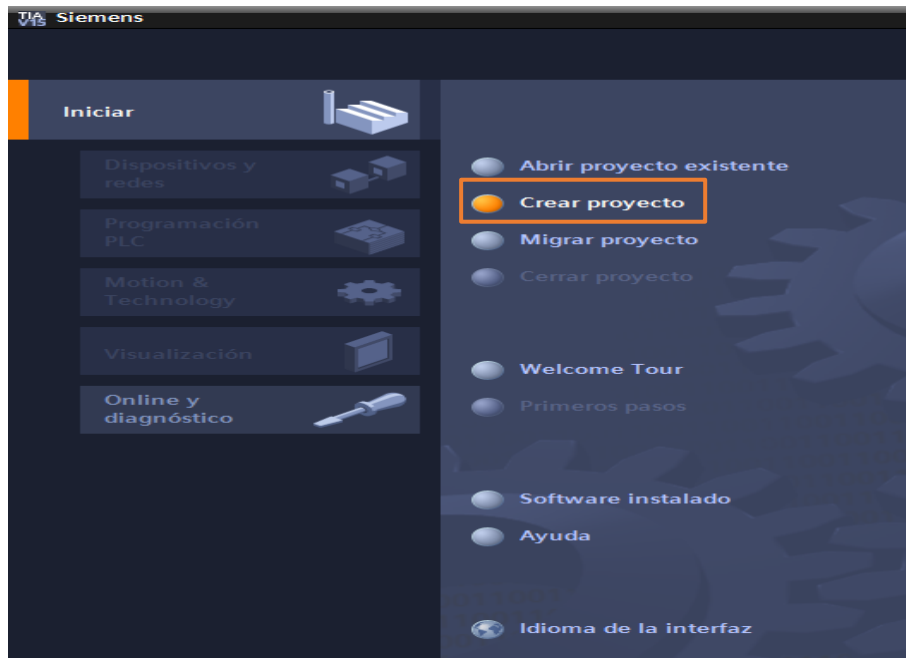 TIA
V15 Siemens
Iniciar
Dispositivos y
redes
Programación
PLC
Motion &
Technology
Visualización
Online y
diagnóstico
Abrir proyecto existente
Crear proyecto
Migrar proyecto
Cerrar proyecto
Welcome Tour
Primeros pasos
Software instalado
Ayuda
Idioma de la interfaz